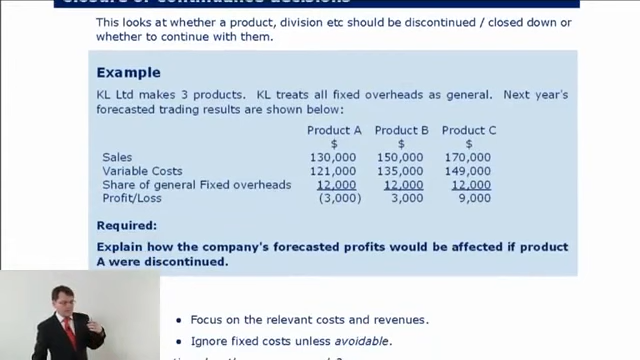 closure or continuance decisions
This looks at whether a product, division etc should be discontinued / closed down or
whether to continue with them.
Example
KL Ltd makes 3 products. KL treats all fixed overheads as general. Next year's
forecasted trading results are shown below:
Product A Product B Product C
$ $ $
Sales 130,000 150,000 170,000
Variable Costs 121,000 135,000 149,000
Share of general Fixed overheads 12,000 12,000 12,000
Profit/Loss (3,000) 3,000 9,000
Required:
Explain how the company's forecasted profits would be affected if product
A were discontinued.
• Focus on the relevant costs and revenues.
• Ignore fixed costs unless avoidable.